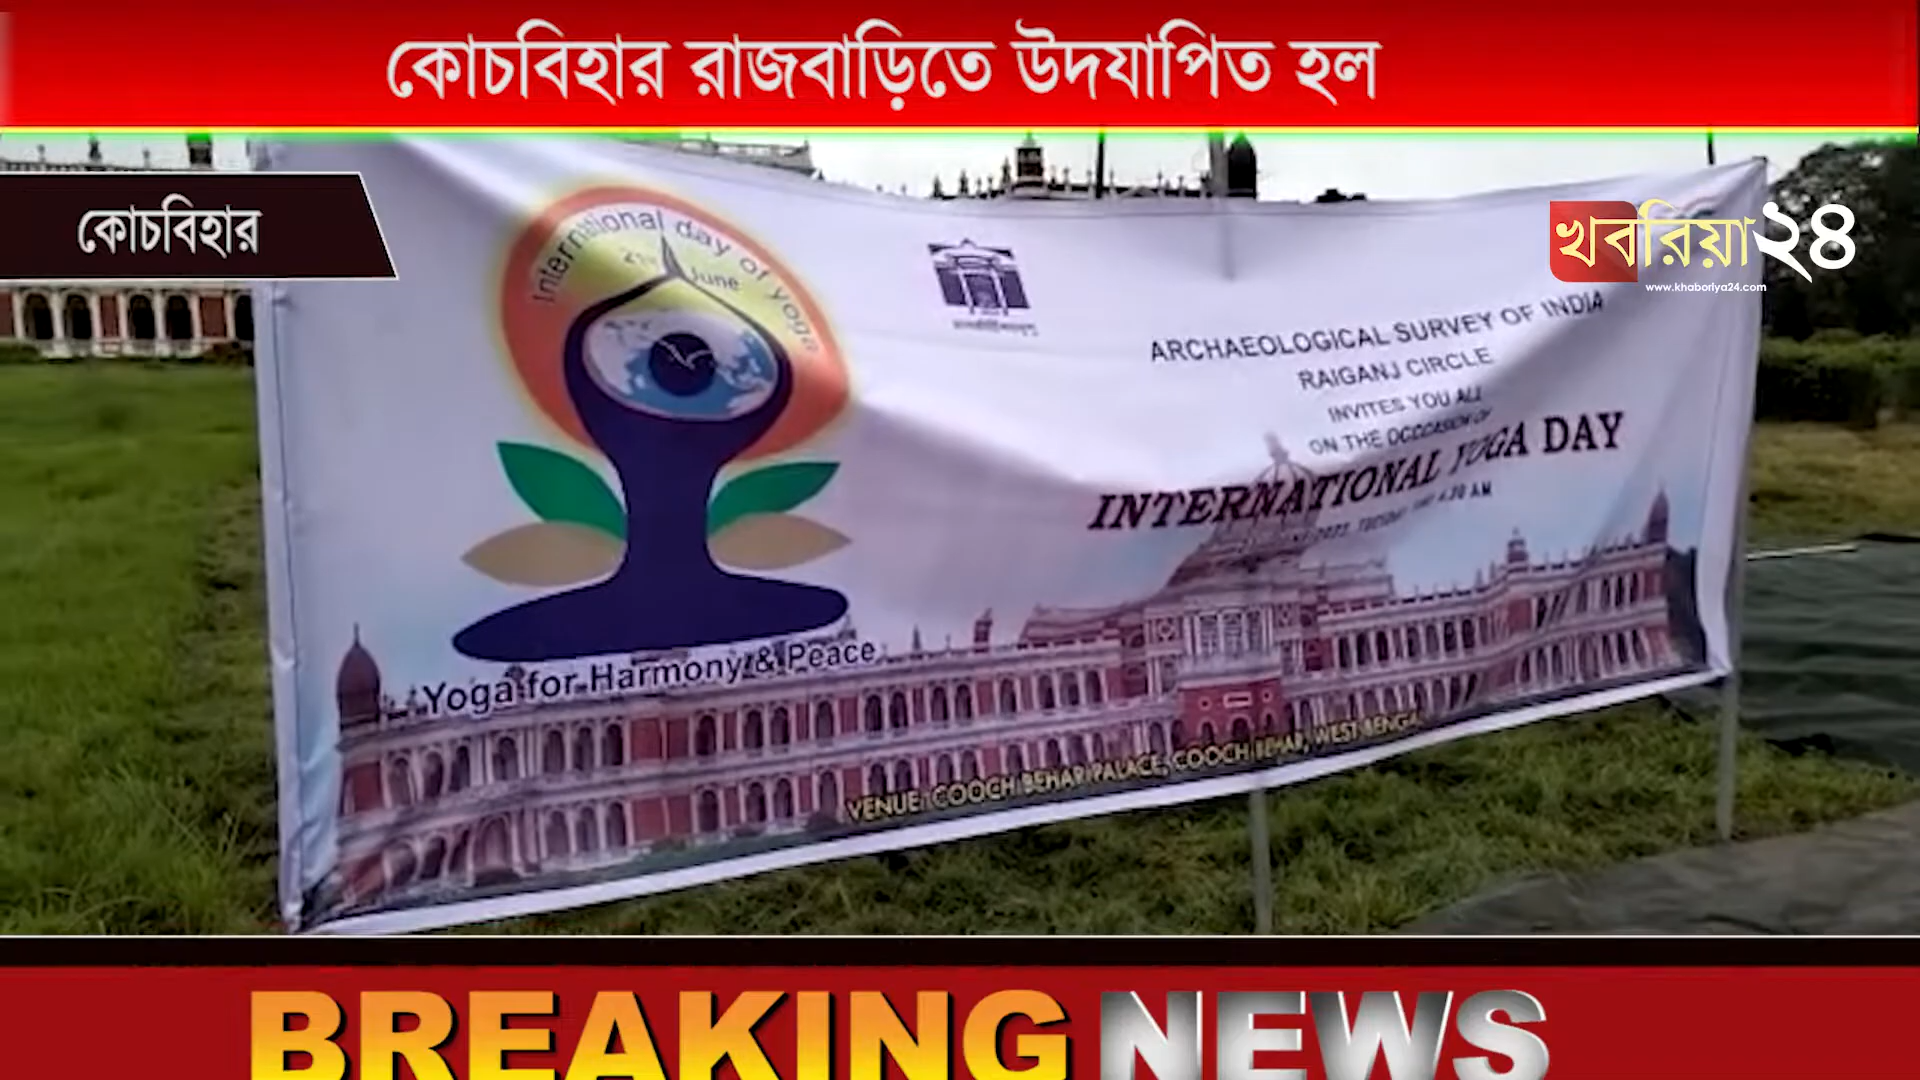 কোচবিহার রাজবাড়িতে উদযাপিত হল
কোচবিহার
খবরিয়া২৪
www.khaboriya24.com
International day of yoga
21st June
ARCHAEOLOGICAL SURVEY OF INDIA
RAIGANJ CIRCLE
INVITES YOU ALL
ON THE OCCCASION OF
INTERNATIONAL YOGA DAY
A.M.
Yoga for Harmony & Peace
VENUE: COOCH BEHAR PALACE, COOCH BEHAR, WEST BENGAL
BREAKING NEWS